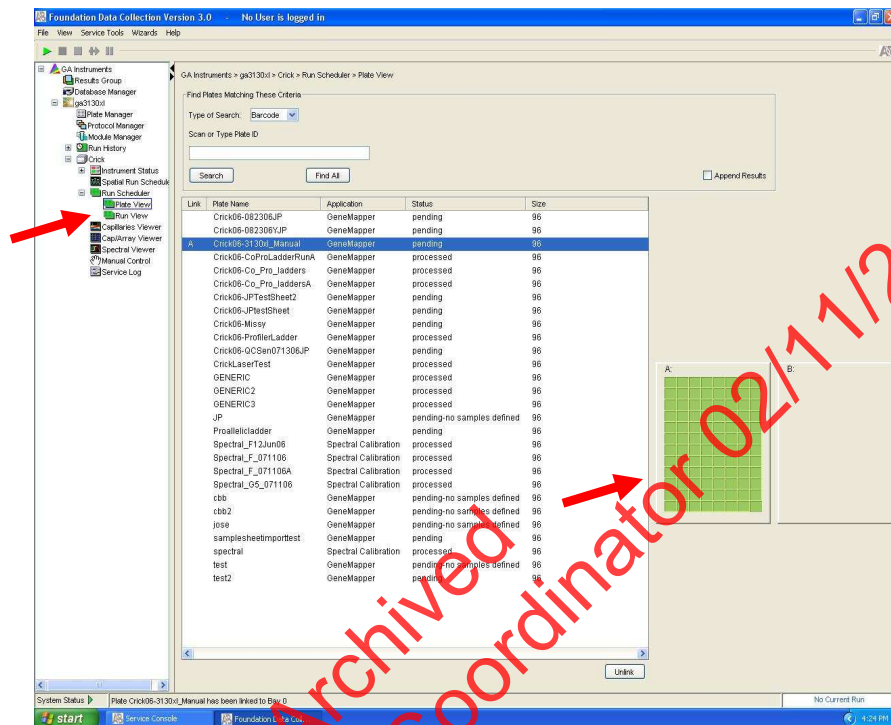 Foundation Data Collection Version 3.0 - No User is logged in
File View Service Tools Wizards Help
GA Instruments
Results Group
Database Manager
ga3130xl
Plate Manager
Protocol Manager
Module Manager
Run History
Crick
Instrument Status
Spatial Run Schedule
Run Scheduler
Plate View
Run View
Capillaries Viewer
Cap/Array Viewer
Spectral Viewer
Manual Control
Service Log
GA Instruments > ga3130xl > Crick > Run Scheduler > Plate View
Find Plates Matching These Criteria
Type of Search: Barcode
Scan or Type Plate ID
Search Find All Append Results
Link Plate Name Application Status Size
Crick06-082306JP GeneMapper pending 96
Crick06-082306YJP GeneMapper pending 96
A Crick06-3130xl_Manual GeneMapper pending 96
Crick06-CoProLadderRunA GeneMapper processed 96
Crick06-Co_Pro_ladders GeneMapper processed 96
Crick06-Co_Pro_laddersA GeneMapper processed 96
Crick06-JPTestSheet2 GeneMapper pending 96
Crick06-JPtestSheet GeneMapper pending 96
Crick06-Missy GeneMapper pending 96
Crick06-ProfilerLadder GeneMapper processed 96
Crick06-QCSen071306JP GeneMapper pending 96
CrickLaserTest GeneMapper processed 96
GENERIC GeneMapper processed 96
GENERIC2 GeneMapper processed 96
GENERIC3 GeneMapper processed 96
JP GeneMapper pending-no samples defined 96
Proallelicladder GeneMapper pending 96
Spectral_F12Jun06 Spectral Calibration processed 96
Spectral_F_071106 Spectral Calibration processed 96
Spectral_F_071106A Spectral Calibration processed 96
Spectral_G5_071106 Spectral Calibration processed 96
cbb GeneMapper pending-no samples defined 96
cbb2 GeneMapper pending-no samples defined 96
jose GeneMapper pending-no samples defined 96
samplesheetimporttest GeneMapper pending 96
spectral Spectral Calibration processed 96
test GeneMapper pending-no samples defined 96
test2 GeneMapper pending 96
A: B:
Unlink
System Status Plate Crick06-3130xl_Manual has been linked to Bay 0 No Current Run
start Service Console Foundation Data Coll... 4:24 PM
Archived
Coordinator 02/11/2